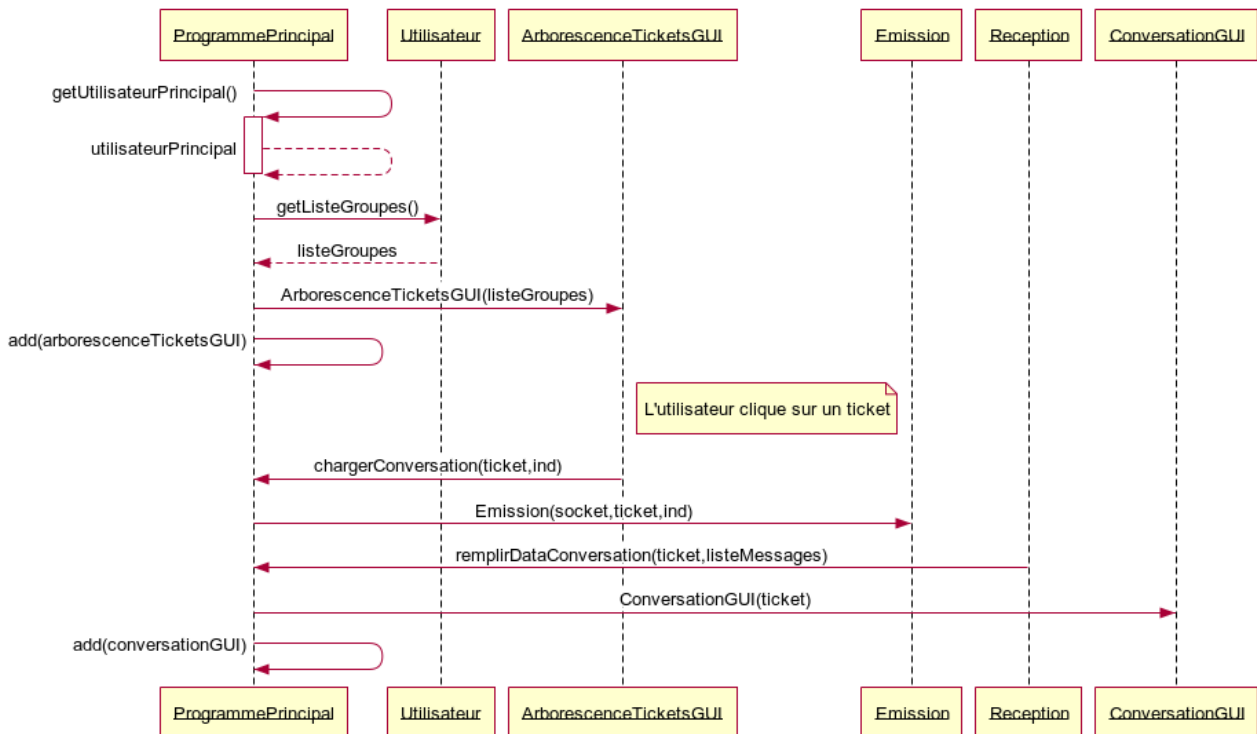 ProgrammePrincipal
Utilisateur
ArborescenceTicketsGUI
Emission
Reception
ConversationGUI
getUtilisateurPrincipal()
utilisateurPrincipal
getListeGroupes()
listeGroupes
ArborescenceTicketsGUI(listeGroupes)
add(arborescenceTicketsGUI)
L'utilisateur clique sur un ticket
chargerConversation(ticket,ind)
Emission(socket,ticket,ind)
remplirDataConversation(ticket,listeMessages)
ConversationGUI(ticket)
add(conversationGUI)
ProgrammePrincipal
Utilisateur
ArborescenceTicketsGUI
Emission
Reception
ConversationGUI